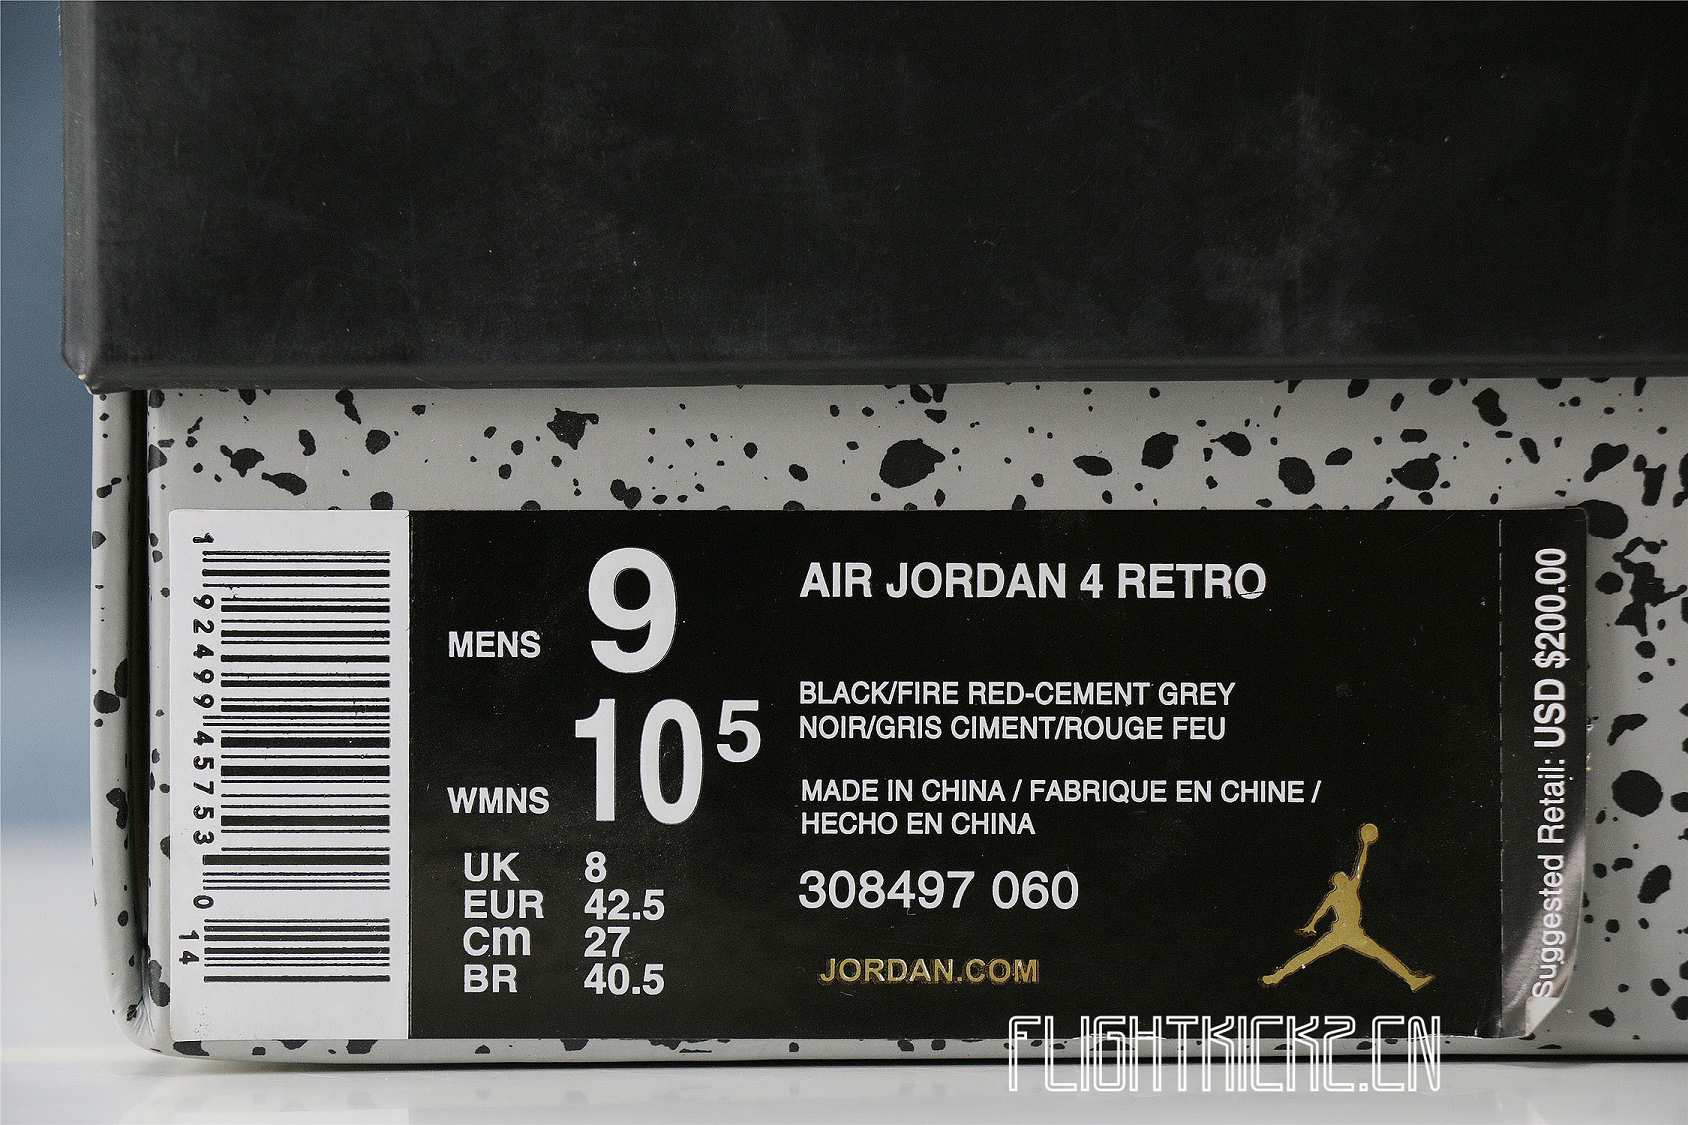 1 92499 45753 0 14
MENS 9
WMNS 10 5
UK 8
EUR 42.5
cm 27
BR 40.5
AIR JORDAN 4 RETRO
BLACK/FIRE RED-CEMENT GREY
NOIR/GRIS CIMENT/ROUGE FEU
MADE IN CHINA / FABRIQUE EN CHINE /
HECHO EN CHINA
308497 060
JORDAN.COM
Suggested Retail: USD $200.00
FLIGHTKICKZ.CN